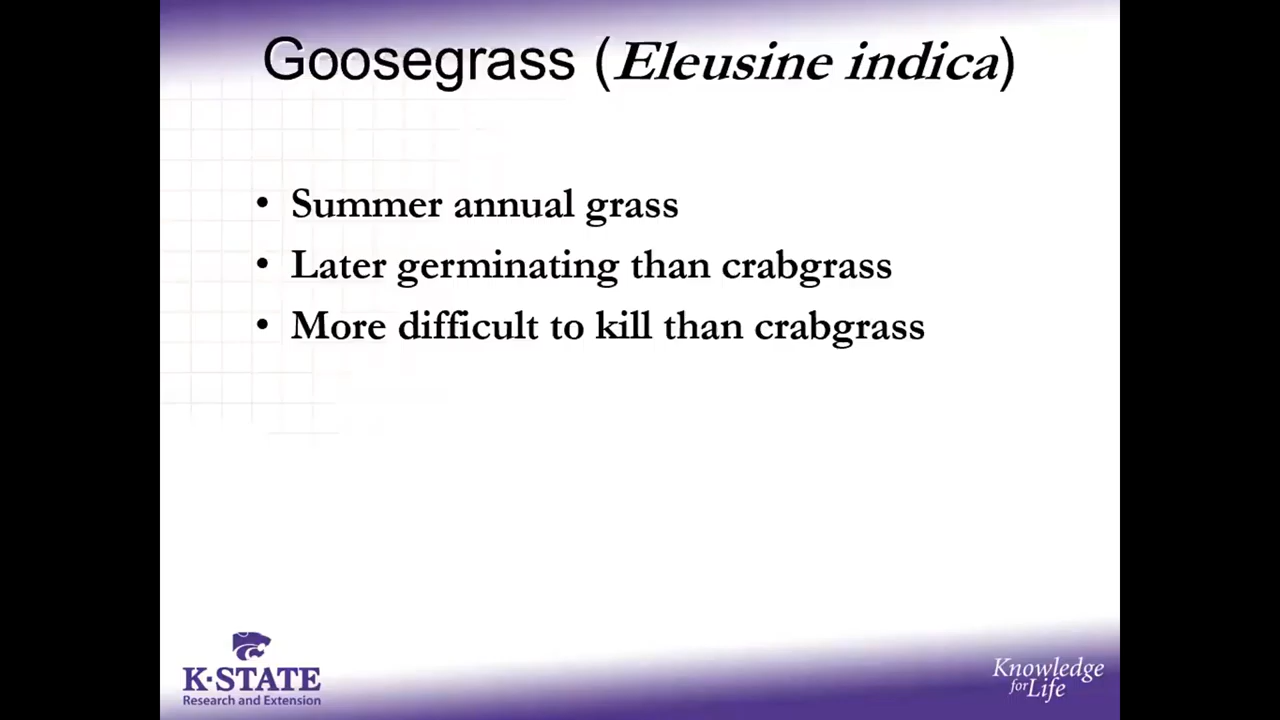 Goosegrass (Eleusine indica)
• Summer annual grass
• Later germinating than crabgrass
• More difficult to kill than crabgrass
K-STATE
Research and Extension
Knowledge
for Life